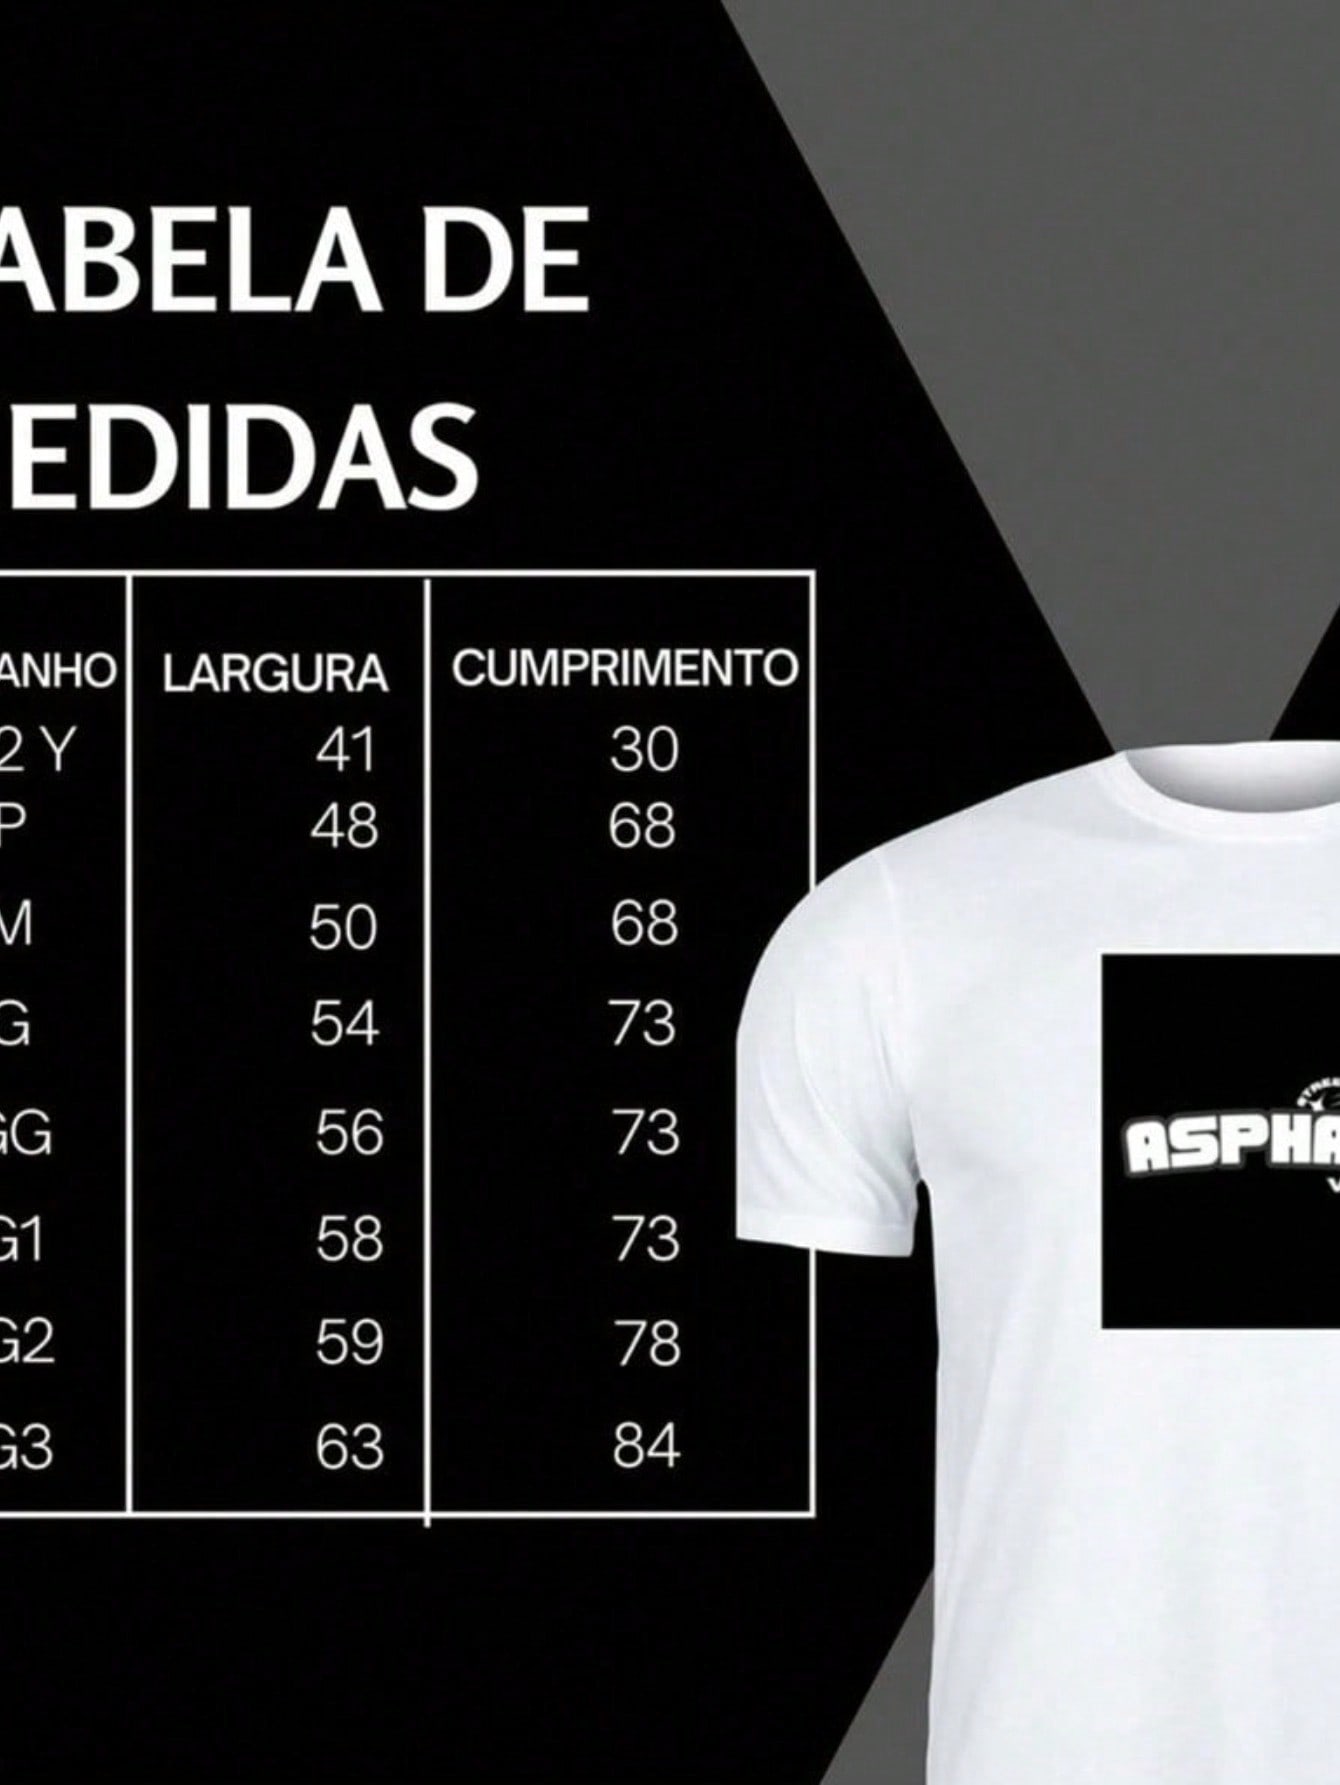 ABELA DE
EDIDAS
ANHO LARGURA CUMPRIMENTO
2 Y 41 30
P 48 68
M 50 68
G 54 73
GG 56 73
G1 58 73
G2 59 78
G3 63 84
STREE
ASPHA
V